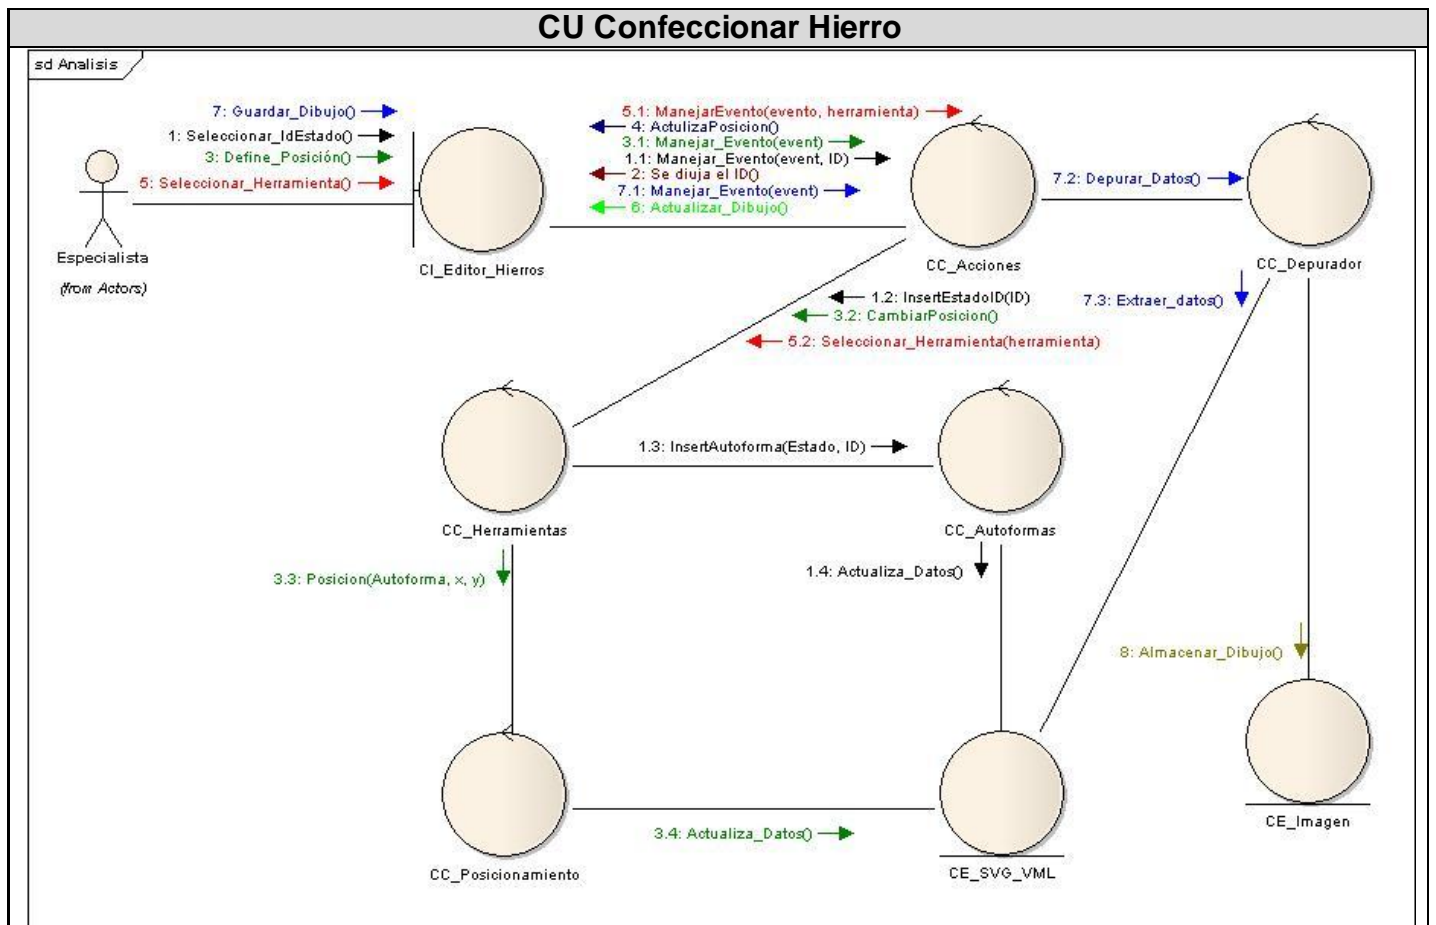 CU Confeccionar Hierro
sd Analisis
7: Guardar_Dibujo()
1: Seleccionar_IdEstado()
3: Define_Posición()
5: Seleccionar_Herramienta()
5.1: ManejarEvento(evento, herramienta)
4: ActulizaPosicion()
3.1: Manejar_Evento(event)
1.1: Manejar_Evento(event, ID)
2: Se diuja el ID()
7.1: Manejar_Evento(event)
6: Actualizar_Dibujo()
7.2: Depurar_Datos()
Especialista
(from Actors)
CI_Editor_Hierros
CC_Acciones
CC_Depurador
1.2: InsertEstadoID(ID)
3.2: CambiarPosicion()
5.2: Seleccionar_Herramienta(herramienta)
7.3: Extraer_datos()
1.3: InsertAutoforma(Estado, ID)
CC_Herramientas
CC_Autoformas
3.3: Posicion(Autoforma, x, y)
1.4: Actualiza_Datos()
8: Almacenar_Dibujo()
3.4: Actualiza_Datos()
CE_Imagen
CC_Posicionamiento
CE_SVG_VML